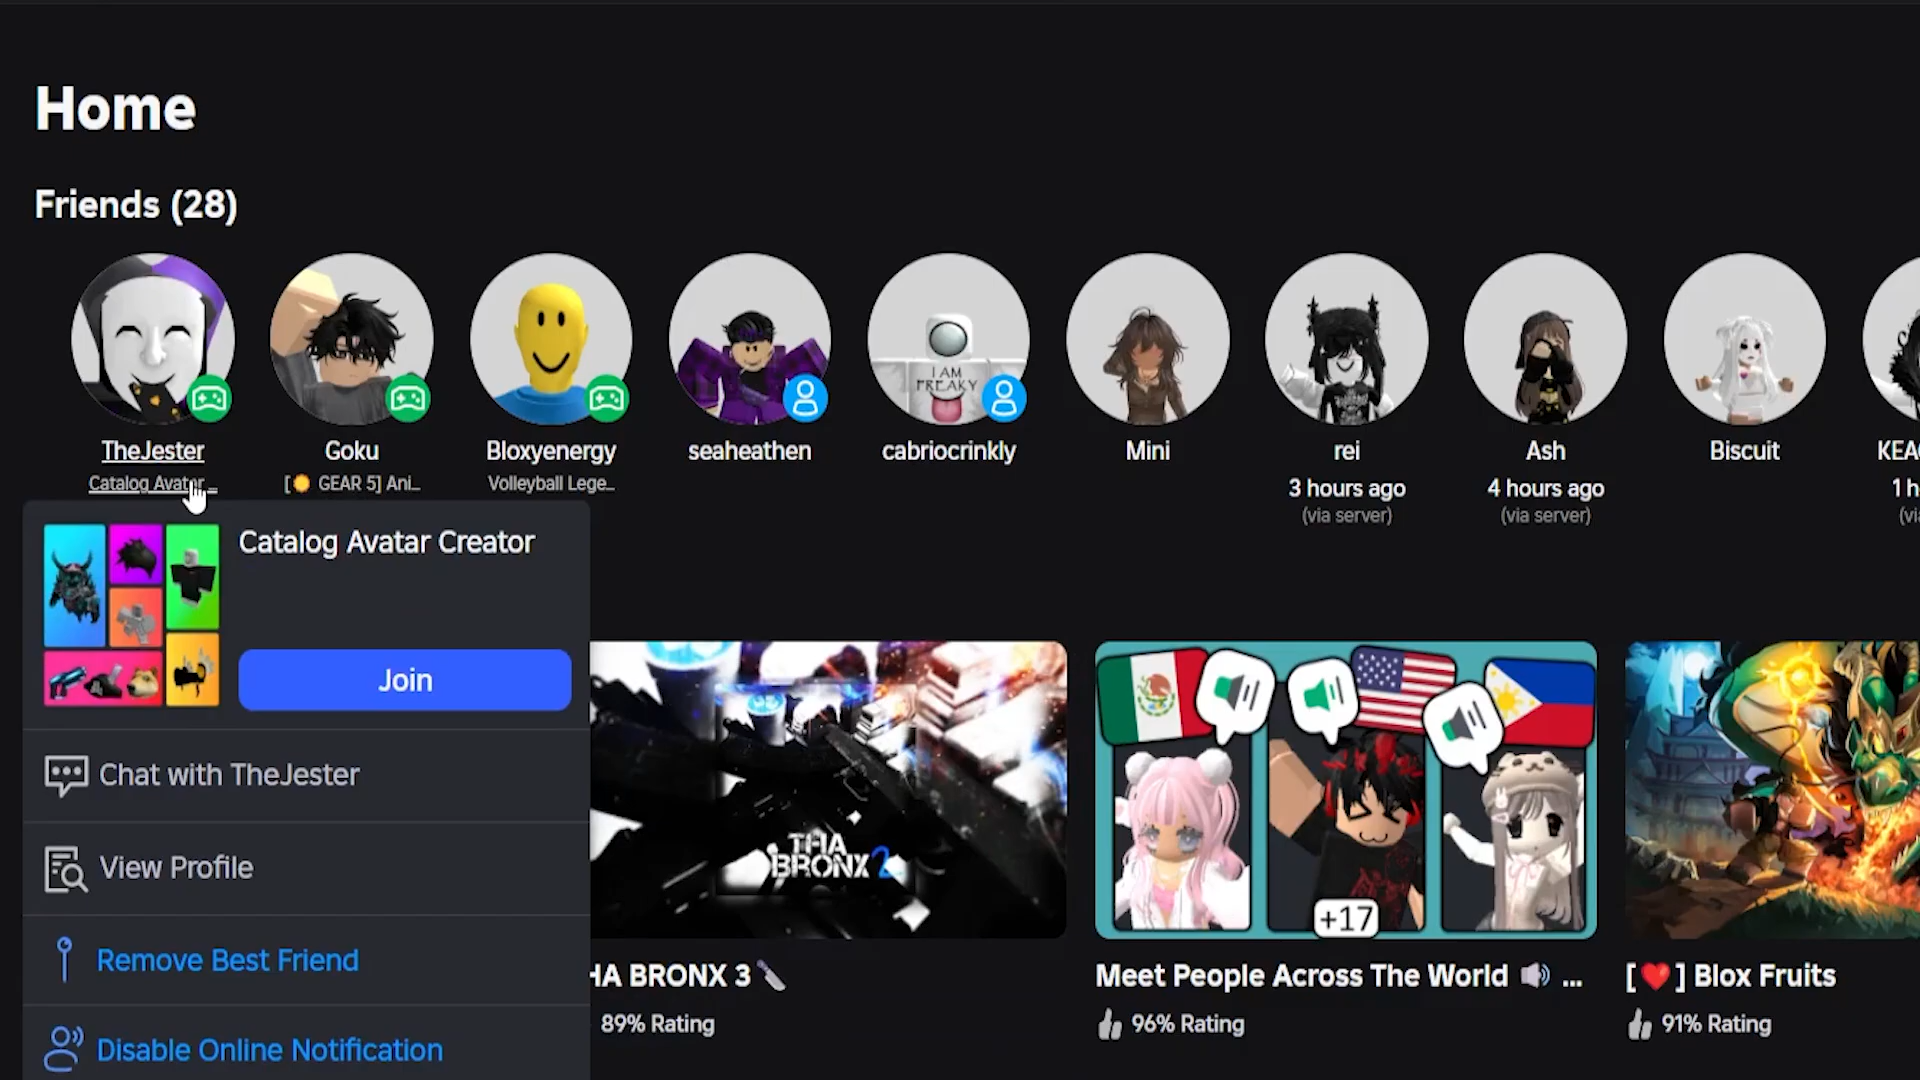 Home
Friends (28)
I AM
FREAKY
TheJester
Goku
Bloxyenergy
seaheathen
cabriocrinkly
Mini
rei
Ash
Biscuit
KEA
Catalog Avatar ...
[☀️ GEAR 5] Ani...
Volleyball Lege...
3 hours ago
(via server)
4 hours ago
(via server)
1 h
(vi
Catalog Avatar Creator
Join
Chat with TheJester
View Profile
Remove Best Friend
Disable Online Notification
THA
BRONX 2
HA BRONX 3 🔪
89% Rating
+17
Meet People Across The World 🔊 ...
96% Rating
[❤️] Blox Fruits
91% Rating